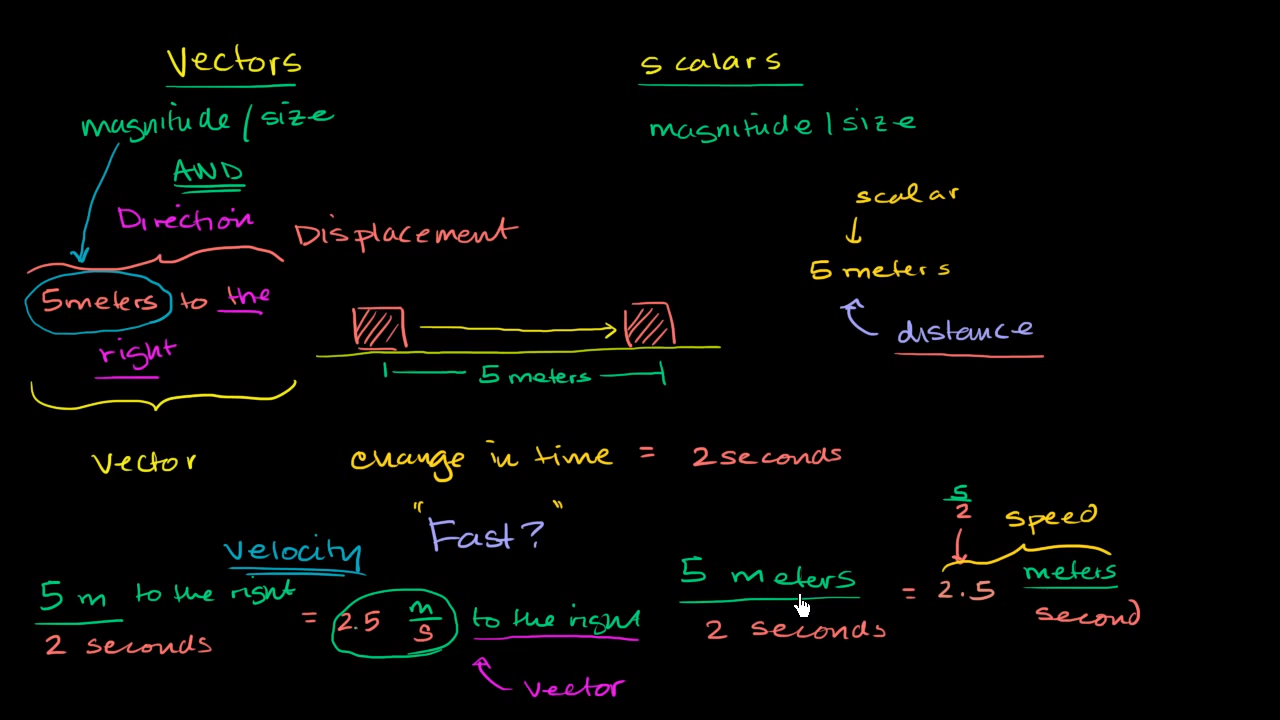 Vectors
scalars
magnitude / size
magnitude / size
AND
Direction
Displacement
scalar
5 meters
5 meters to the
right
distance
5 meters
vector
change in time = 2 seconds
"Fast?"
5
2
speed
velocity
5 m to the right
2 seconds
= 2.5 m
s
to the right
5 meters
2 seconds
= 2.5 meters
second
vector